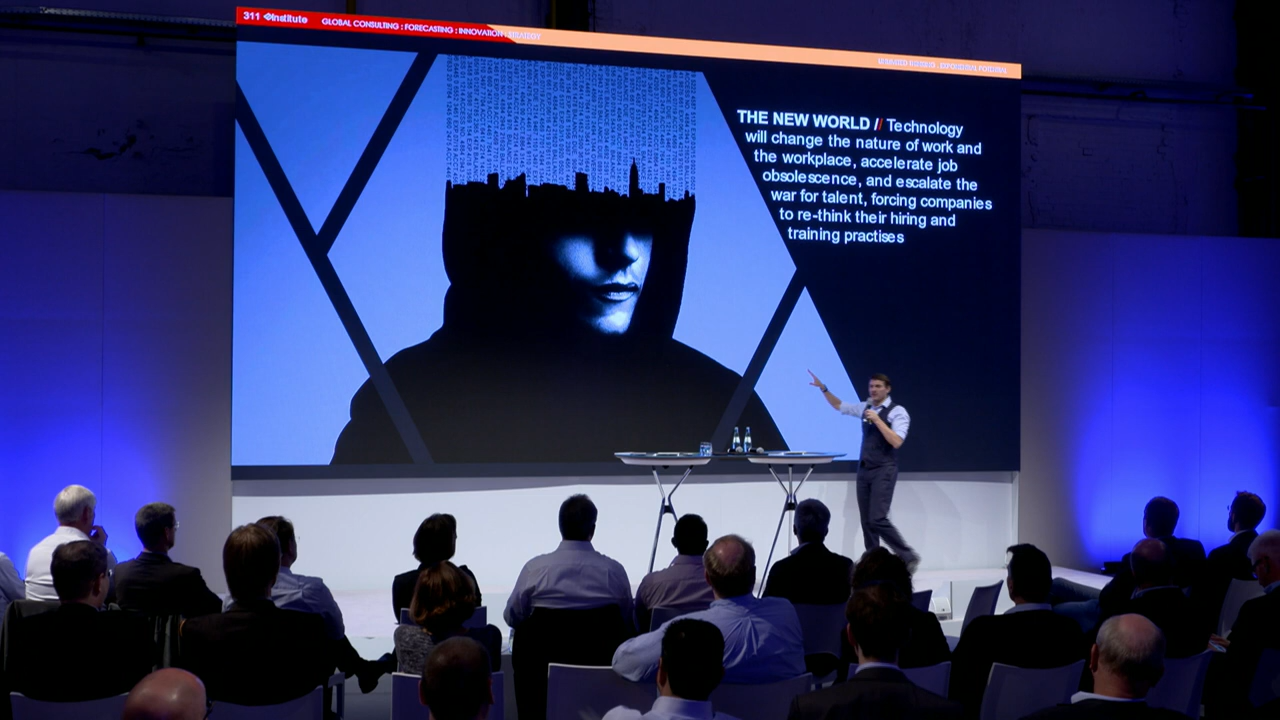 311 Institute
GLOBAL CONSULTING : FORECASTING : INNOVATION : STRATEGY
THE NEW WORLD // Technology
will change the nature of work and
the workplace, accelerate job
obsolescence, and escalate the
war for talent, forcing companies
to re-think their hiring and
training practises